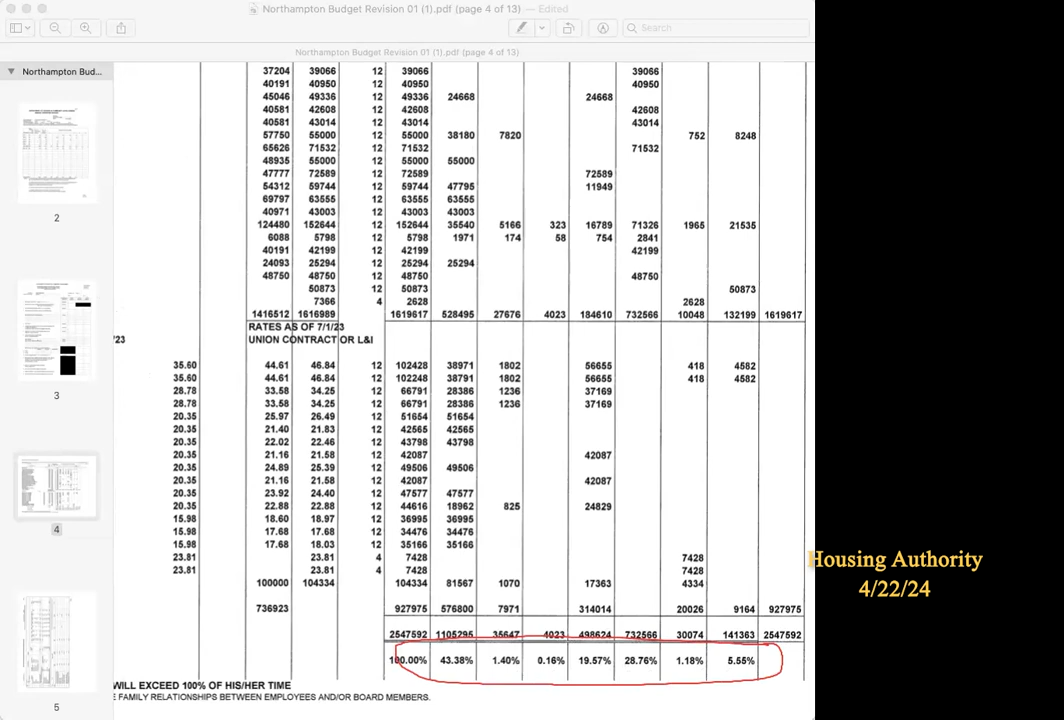 Northampton Budget Revision 01 (1).pdf (page 4 of 13) — Edited
Search
Northampton Budget Revision 01 (1).pdf (page 4 of 13)
Northampton Bud...
2
3
4
5
37204 39066 12 39066 39066
40191 40950 12 40950 40950
45046 49336 12 49336 24668 24668
40581 42608 12 42608 42608
40581 43014 12 43014 43014
57750 55000 12 55000 38180 7820 752 8248
65626 71532 12 71532 71532
48935 55000 12 55000 55000
47777 72589 12 72589 72589
54312 59744 12 59744 47795 11949
69797 63555 12 63555 63555
40971 43003 12 43003 43003
124480 152644 12 152644 35540 5166 323 16789 71326 1965 21535
6088 5798 12 5798 1971 174 58 754 2841
40191 42199 12 42199 42199
24093 25294 12 25294 25294
48750 12 48750 48750
50873 12 50873 50873
7366 4 2628 2628
1416512 1616989 1619617 528495 27676 4023 184610 732566 10048 132199 1619617
RATES AS OF 7/1/23
'/23 UNION CONTRACT OR L&I
35.60 44.61 46.84 12 102428 38971 1802 56655 418 4582
35.60 44.61 46.84 12 102248 38791 1802 56655 418 4582
28.78 33.58 34.25 12 66791 28386 1236 37169
28.78 33.58 34.25 12 66791 28386 1236 37169
20.35 25.97 26.49 12 51654 51654
20.35 21.40 21.83 12 42565 42565
20.35 22.02 22.46 12 43798 43798
20.35 21.16 21.58 12 42087 42087
20.35 24.89 25.39 12 49506 49506
20.35 21.16 21.58 12 42087 42087
20.35 23.92 24.40 12 47577 47577
20.35 22.88 22.88 12 44616 18962 825 24829
15.98 18.60 18.97 12 36995 36995
15.98 17.68 17.68 12 34476 34476
15.98 17.68 18.03 12 35166 35166
23.81 23.81 4 7428 7428
23.81 23.81 4 7428 7428
100000 104334 104334 81567 1070 17363 4334
736923 927975 576800 7971 314014 20026 9164 927975
2547592 1105295 35647 4023 498624 732566 30074 141363 2547592
100.00% 43.38% 1.40% 0.16% 19.57% 28.76% 1.18% 5.55%
WILL EXCEED 100% OF HIS/HER TIME
FAMILY RELATIONSHIPS BETWEEN EMPLOYEES AND/OR BOARD MEMBERS.
Housing Authority
4/22/24